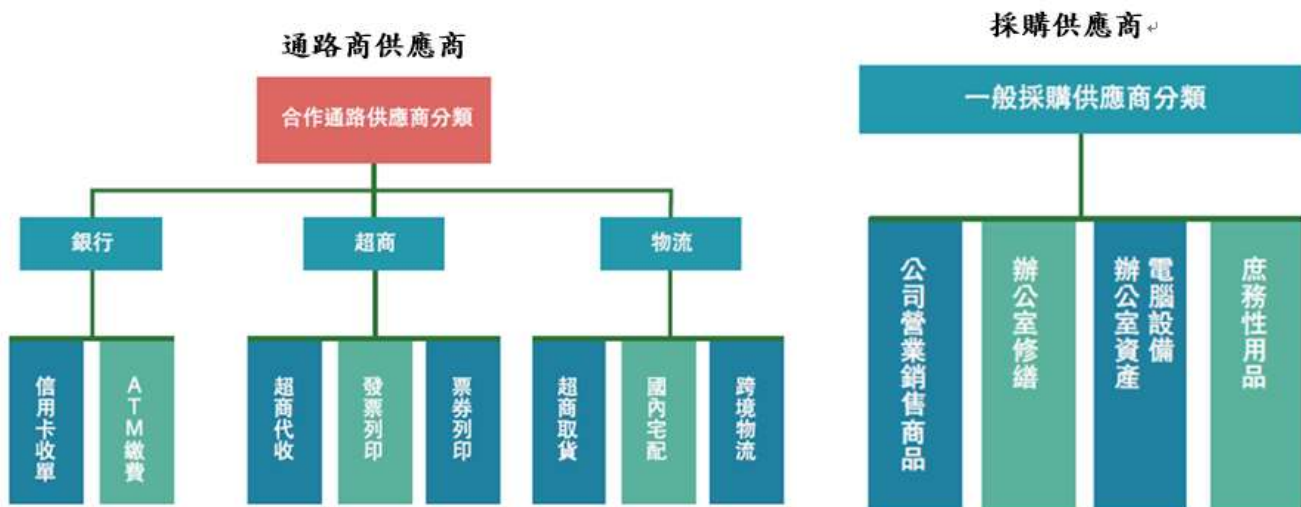 通路商供應商
合作通路供應商分類
銀行
超商
物流
信用卡收單
ATM繳費
超商代收
發票列印
票券列印
超商取貨
國內宅配
跨境物流
採購供應商
一般採購供應商分類
公司營業銷售商品
辦公室修繕
電腦設備
辦公室資產
庶務性用品